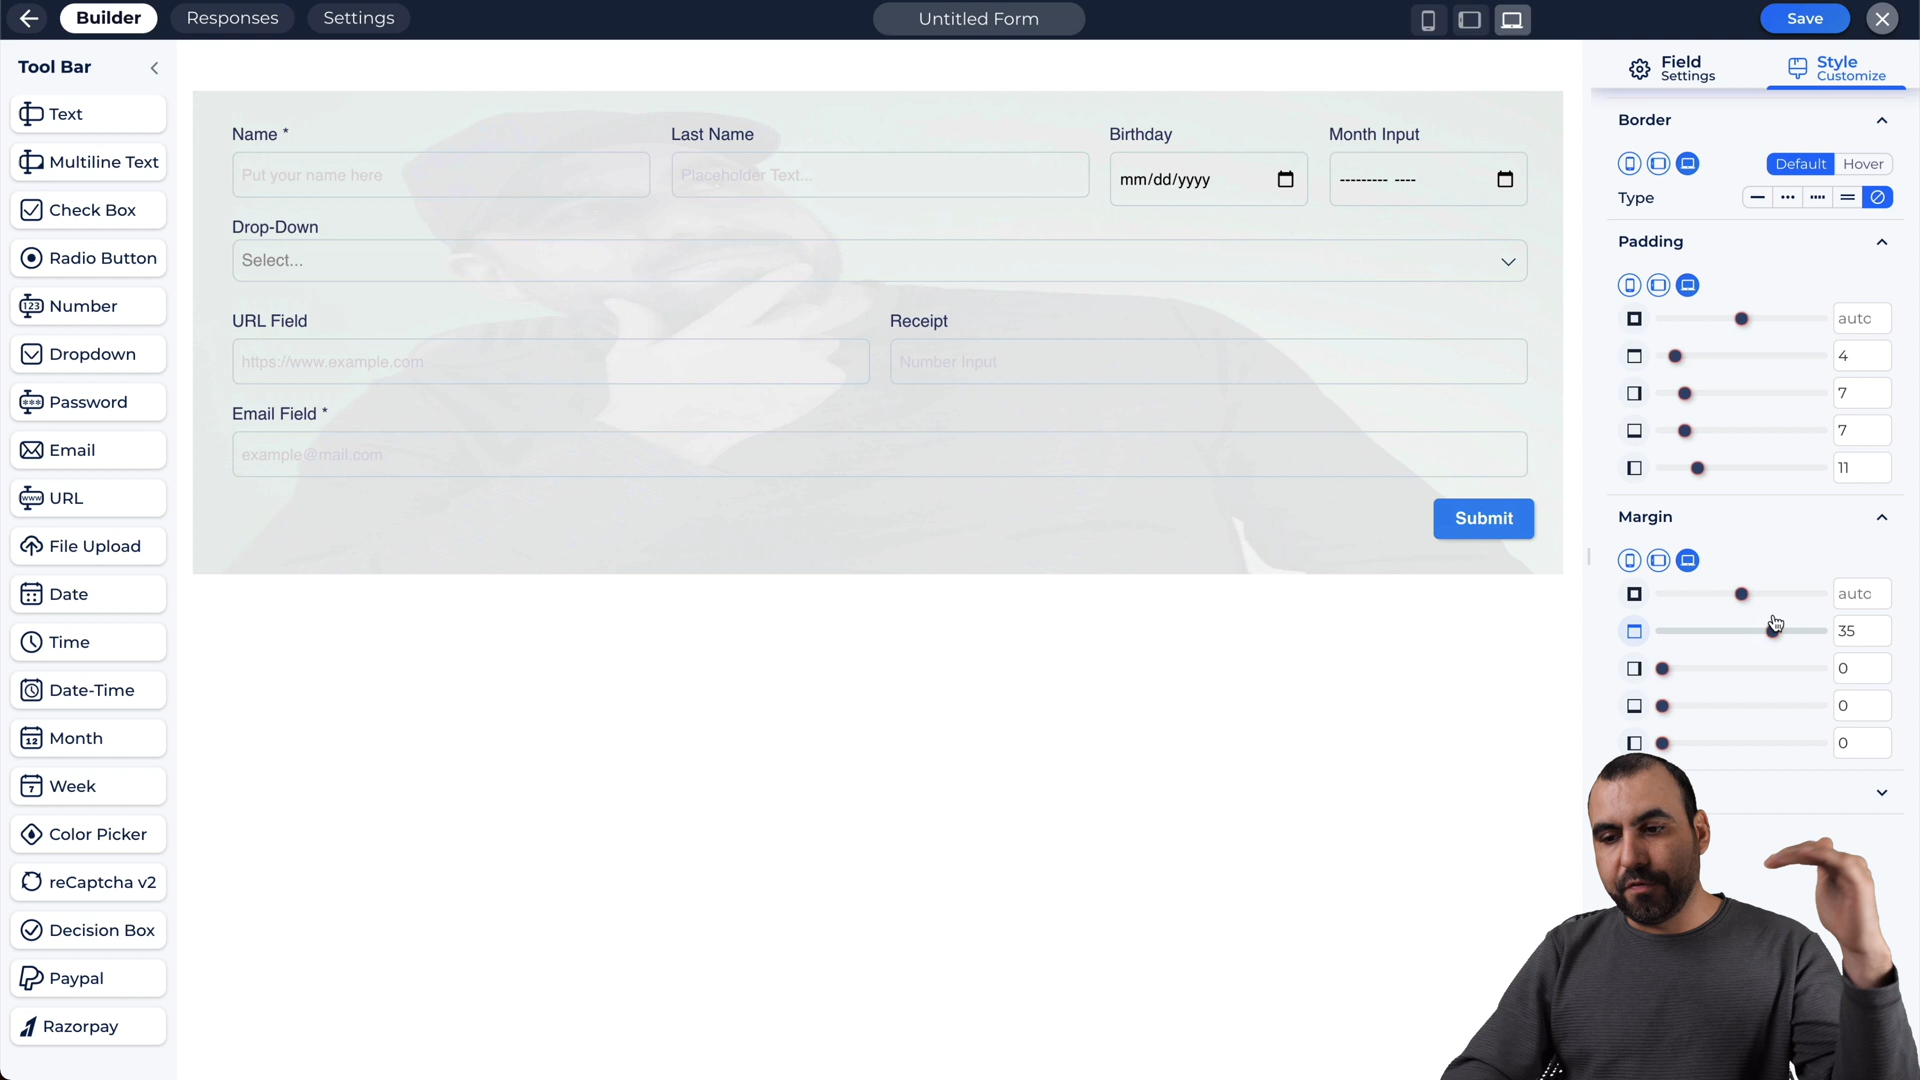 Builder
Responses
Settings
Untitled Form
Save
Tool Bar
Text
Multiline Text
Check Box
Radio Button
123 Number
Dropdown
*** Password
Email
www URL
File Upload
Date
Time
Date-Time
12 Month
7 Week
Color Picker
reCaptcha v2
Decision Box
Paypal
Razorpay
Name *
Last Name
Birthday
Month Input
Put your name here
Placeholder Text...
mm/dd/yyyy
--------- ----
Drop-Down
Select...
URL Field
Receipt
https://www.example.com
Number Input
Email Field *
example@mail.com
Submit
Field
Settings
Style
Customize
Border
Default
Hover
Type
Padding
auto
4
7
7
11
Margin
auto
35
0
0
0